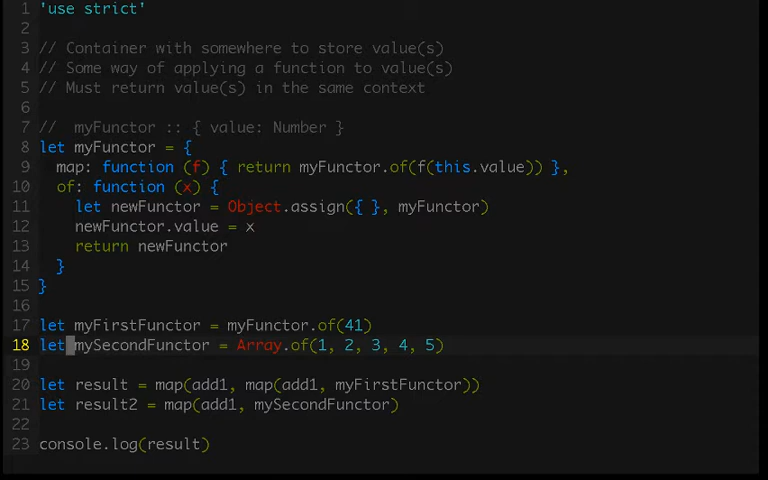 1 'use strict'
2
3 // Container with somewhere to store value(s)
4 // Some way of applying a function to value(s)
5 // Must return value(s) in the same context
6
7 //  myFunctor :: { value: Number }
8 let myFunctor = {
9   map: function (f) { return myFunctor.of(f(this.value)) },
10   of: function (x) {
11     let newFunctor = Object.assign({ }, myFunctor)
12     newFunctor.value = x
13     return newFunctor
14   }
15 }
16
17 let myFirstFunctor = myFunctor.of(41)
18 let mySecondFunctor = Array.of(1, 2, 3, 4, 5)
19
20 let result = map(add1, map(add1, myFirstFunctor))
21 let result2 = map(add1, mySecondFunctor)
22
23 console.log(result)